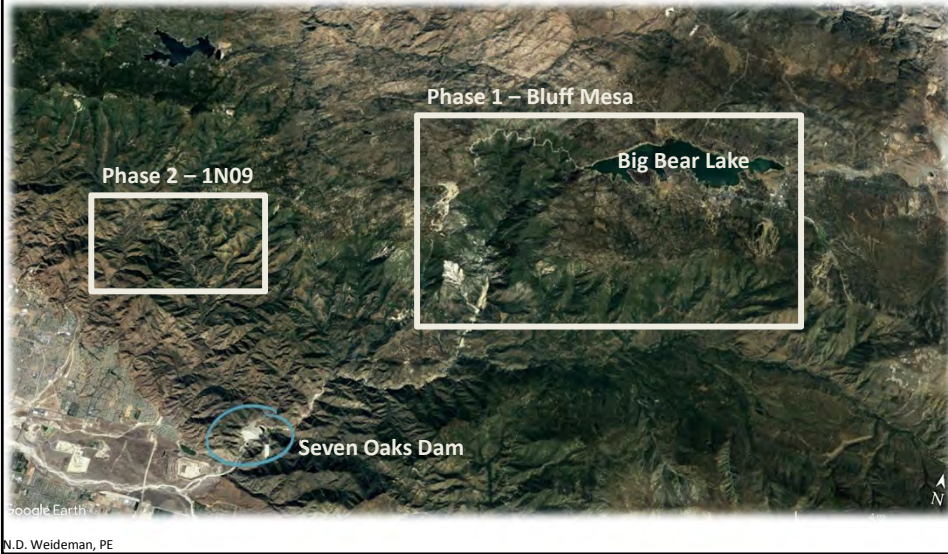 Phase 1 – Bluff Mesa
Big Bear Lake
Phase 2 – 1N09
Seven Oaks Dam
N
Google Earth
N.D. Weideman, PE